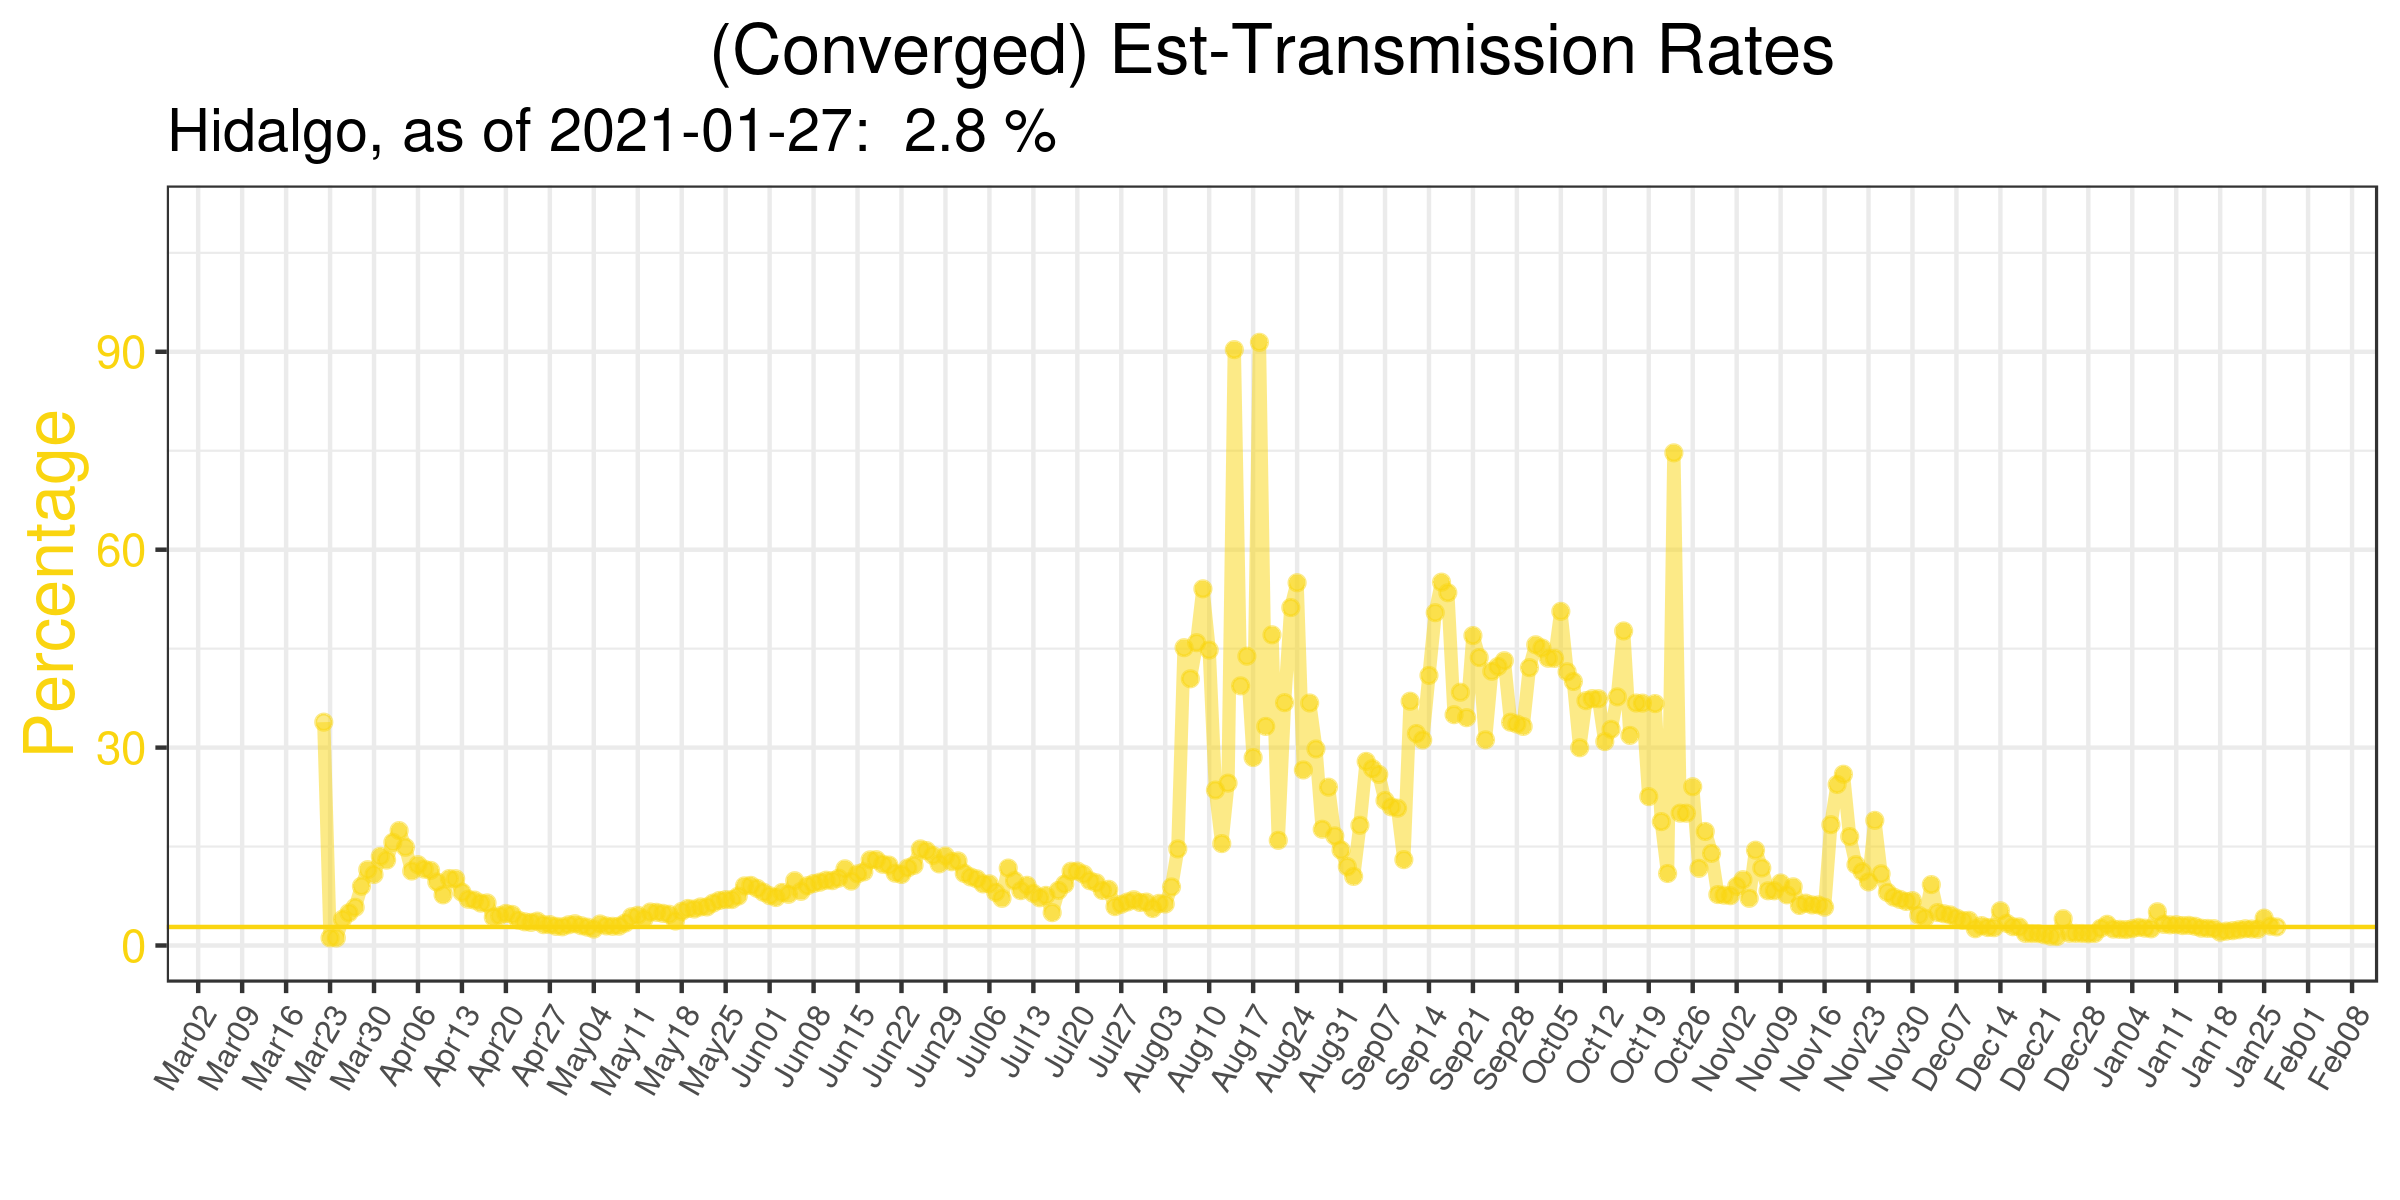 (Converged) Est-Transmission Rates
Hidalgo, as of 2021-01-27:  2.8 %
Percentage
90
60
30
0
Mar02
Mar09
Mar16
Mar23
Mar30
Apr06
Apr13
Apr20
Apr27
May04
May11
May18
May25
Jun01
Jun08
Jun15
Jun22
Jun29
Jul06
Jul13
Jul20
Jul27
Aug03
Aug10
Aug17
Aug24
Aug31
Sep07
Sep14
Sep21
Sep28
Oct05
Oct12
Oct19
Oct26
Nov02
Nov09
Nov16
Nov23
Nov30
Dec07
Dec14
Dec21
Dec28
Jan04
Jan11
Jan18
Jan25
Feb01
Feb08